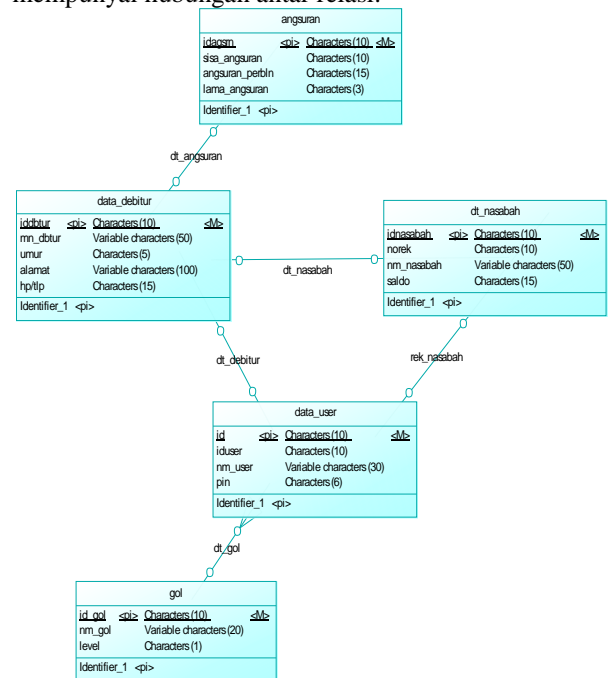 mempunyai hubungan antar relasi.
angsuran
idagsrn <pi> Characters (10) <M>
sisa_angsuran Characters (10)
angsuran_perbln Characters (15)
lama_angsuran Characters (3)
Identifier_1 <pi>
dt_angsuran
data_debitur
iddbtur <pi> Characters (10) <M>
mn_dbtur Variable characters (50)
umur Characters (5)
alamat Variable characters (100)
hp/tlp Characters (15)
Identifier_1 <pi>
dt_nasabah
dt_nasabah
idnasabah <pi> Characters (10) <M>
norek Characters (10)
nm_nasabah Variable characters (50)
saldo Characters (15)
Identifier_1 <pi>
dt_debitur
rek_nasabah
data_user
id <pi> Characters (10) <M>
iduser Characters (10)
nm_user Variable characters (30)
pin Characters (6)
Identifier_1 <pi>
dt_gol
gol
id_gol <pi> Characters (10) <M>
nm_gol Variable characters (20)
level Characters (1)
Identifier_1 <pi>